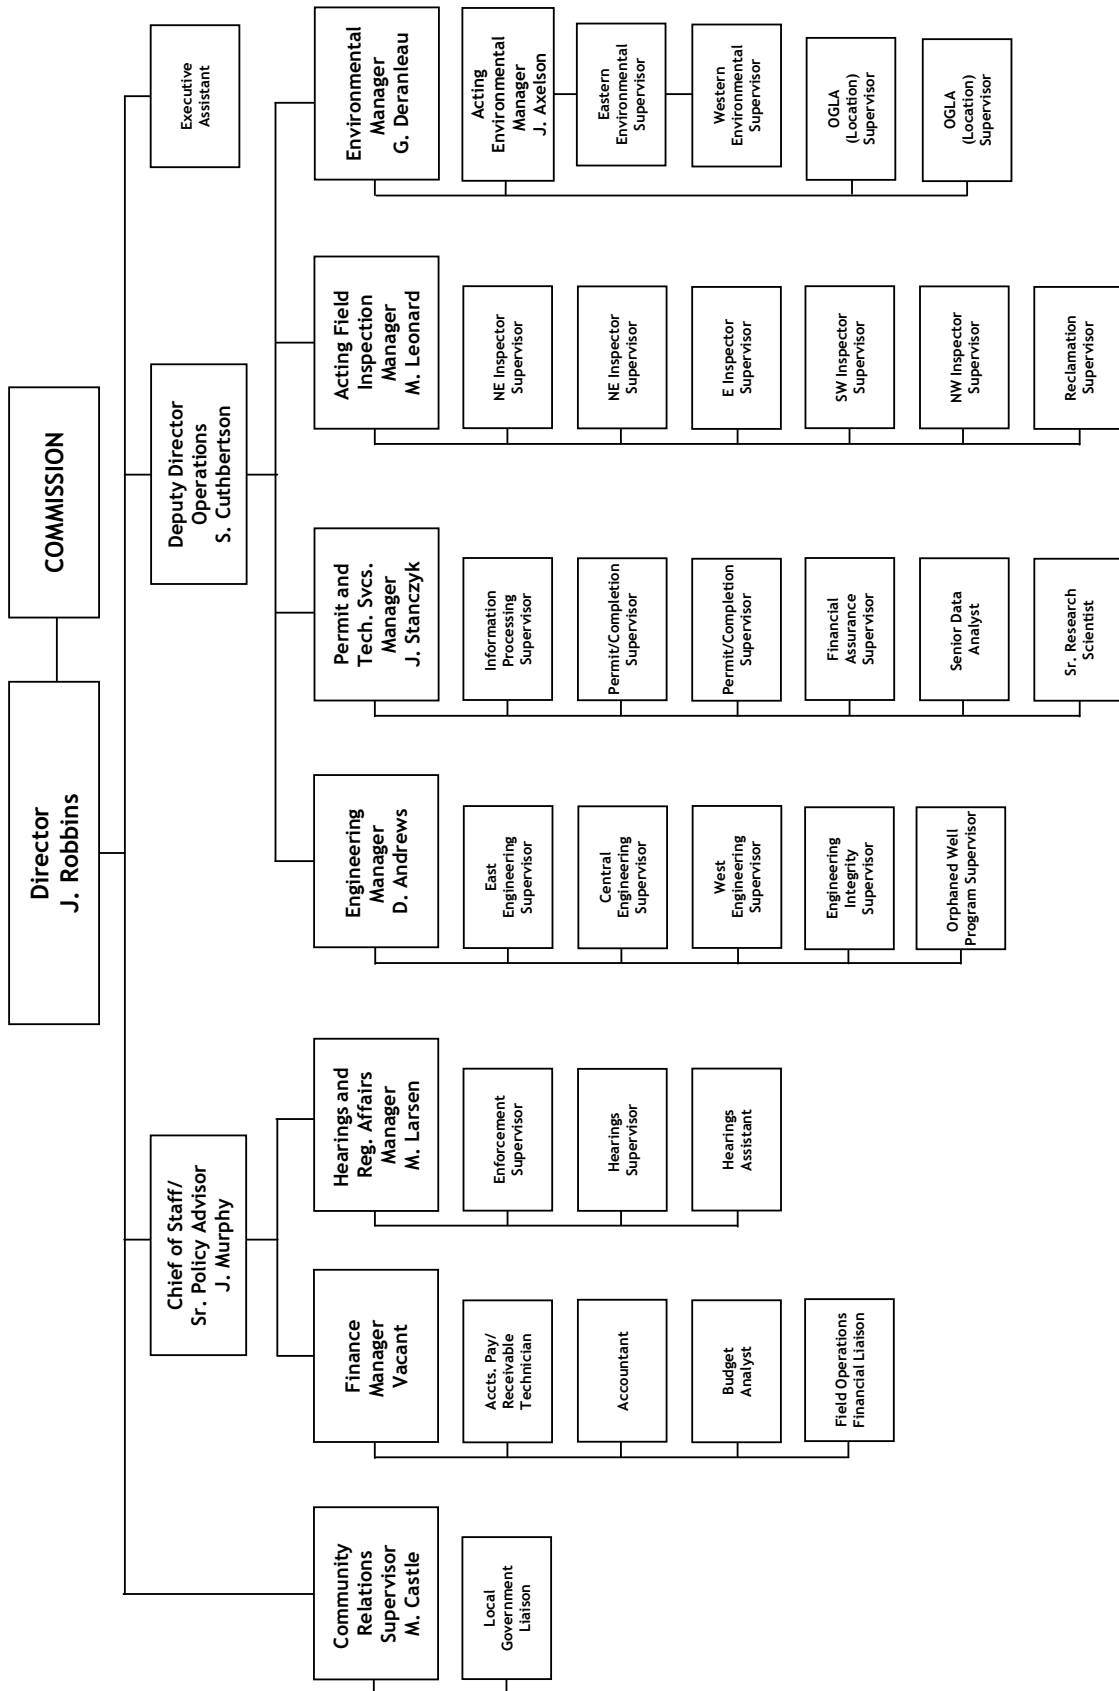 Director
J. Robbins
COMMISSION
Chief of Staff/
Sr. Policy Advisor
J. Murphy
Deputy Director
Operations
S. Cuthbertson
Executive
Assistant
Community
Relations
Supervisor
M. Castle
Local
Government
Liaison
Finance
Manager
Vacant
Accts. Pay/
Receivable
Technician
Accountant
Budget
Analyst
Field Operations
Financial Liaison
Hearings and
Reg. Affairs
Manager
M. Larsen
Enforcement
Supervisor
Hearings
Supervisor
Hearings
Assistant
Engineering
Manager
D. Andrews
East
Engineering
Supervisor
Central
Engineering
Supervisor
West
Engineering
Supervisor
Engineering
Integrity
Supervisor
Orphaned Well
Program Supervisor
Permit and
Tech. Svcs.
Manager
J. Stanczyk
Information
Processing
Supervisor
Permit/Completion
Supervisor
Permit/Completion
Supervisor
Financial
Assurance
Supervisor
Senior Data
Analyst
Sr. Research
Scientist
Acting Field
Inspection
Manager
M. Leonard
NE Inspector
Supervisor
NE Inspector
Supervisor
E Inspector
Supervisor
SW Inspector
Supervisor
NW Inspector
Supervisor
Reclamation
Supervisor
Environmental
Manager
G. Deranleau
Acting
Environmental
Manager
J. Axelson
Eastern
Environmental
Supervisor
Western
Environmental
Supervisor
OGLA
(Location)
Supervisor
OGLA
(Location)
Supervisor